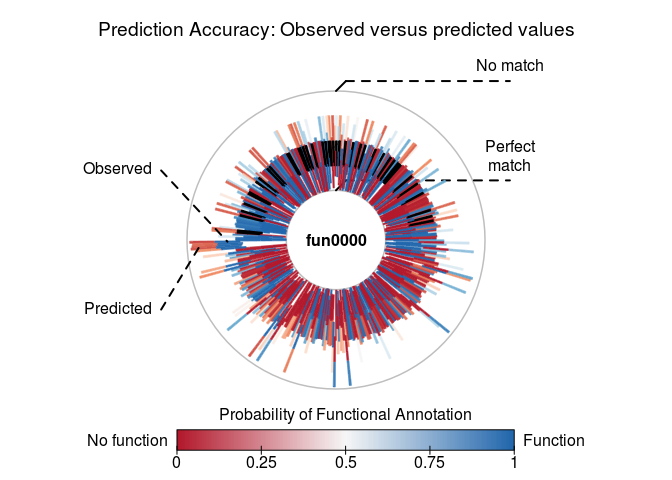 Prediction Accuracy: Observed versus predicted values
No match
Perfect
match
Observed
fun0000
Predicted
Probability of Functional Annotation
No function
Function
0 0.25 0.5 0.75 1